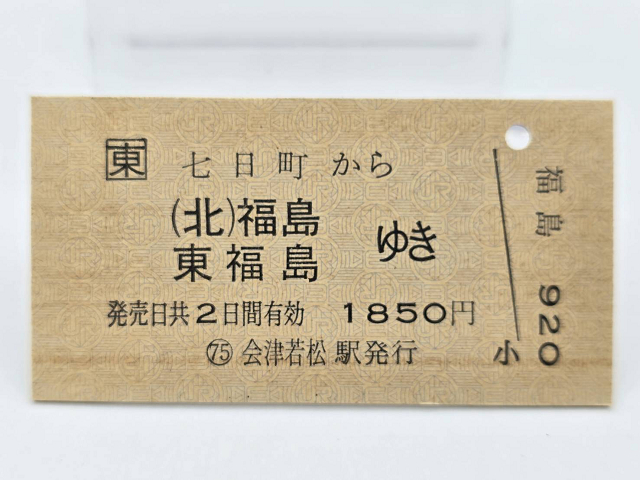 東 七日町から
(北)福島
東福島 ゆき
発売日共2日間有効 1850円
㊄ 会津若松駅発行
小
福島 920